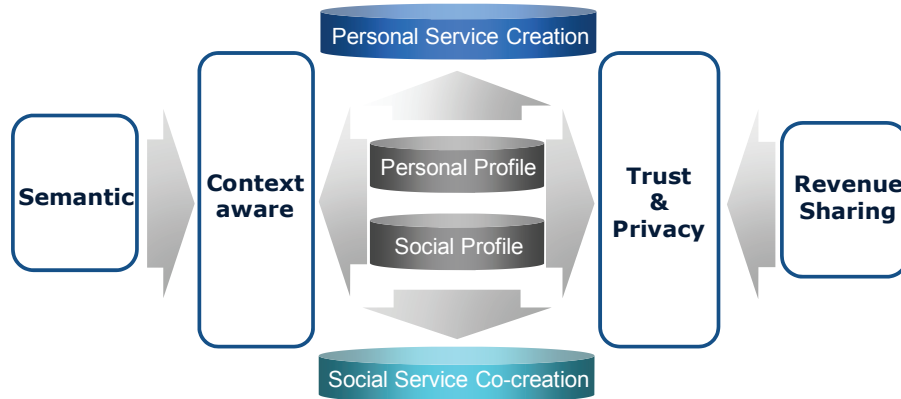 Personal Service Creation
Semantic
Context
aware
Personal Profile
Social Profile
Trust
&
Privacy
Revenue
Sharing
Social Service Co-creation